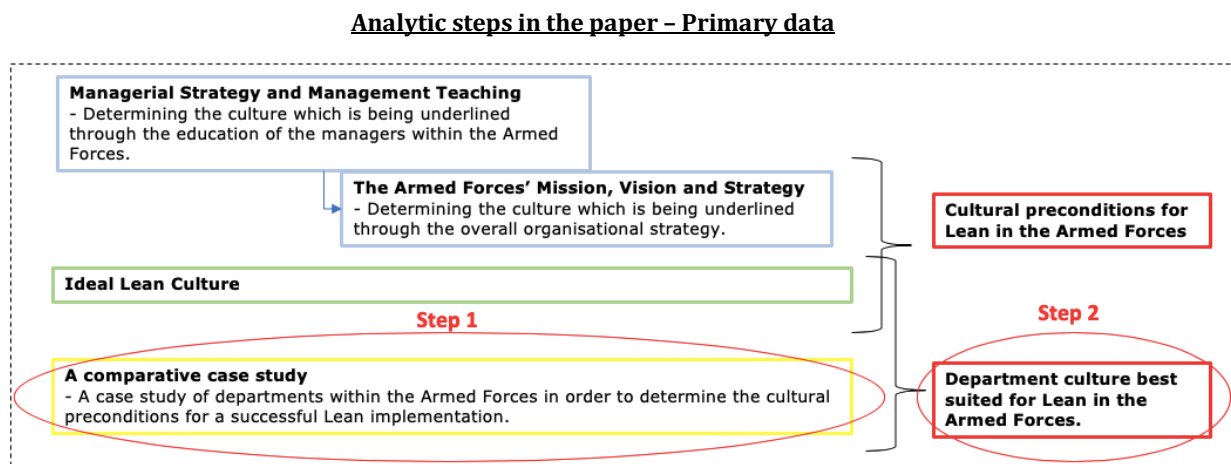 Analytic steps in the paper – Primary data
Managerial Strategy and Management Teaching
- Determining the culture which is being underlined
through the education of the managers within the Armed
Forces.
The Armed Forces’ Mission, Vision and Strategy
- Determining the culture which is being underlined
through the overall organisational strategy.
Cultural preconditions for
Lean in the Armed Forces
Ideal Lean Culture
Step 1
Step 2
A comparative case study
- A case study of departments within the Armed Forces in order to determine the cultural
preconditions for a successful Lean implementation.
Department culture best
suited for Lean in the
Armed Forces.